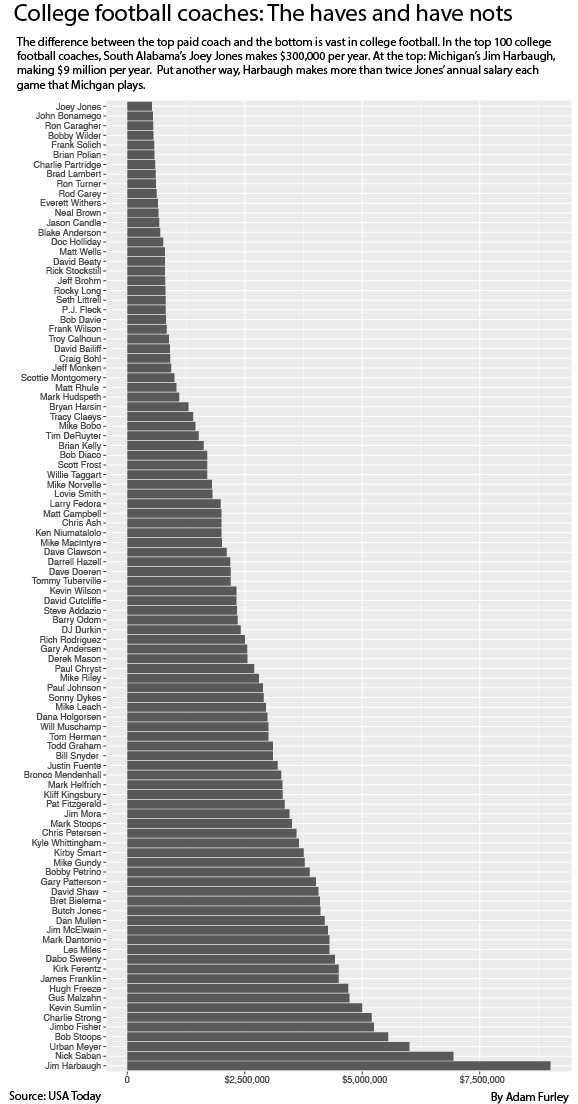 College football coaches: The haves and have nots
The difference between the top paid coach and the bottom is vast in college football. In the top 100 college
football coaches, South Alabama's Joey Jones makes $300,000 per year. At the top: Michigan's Jim Harbaugh,
making $9 million per year. Put another way, Harbaugh makes more than twice Jones' annual salary each
game that Michgan plays.
Joey Jones
John Bonamego
Ron Caragher
Bobby Wilder
Frank Solich
Brian Polian
Charlie Partridge
Brad Lambert
Ron Turner
Rod Carey
Everett Withers
Neal Brown
Jason Candle
Blake Anderson
Doc Holliday
Matt Wells
David Beaty
Rick Stockstill
Jeff Brohm
Rocky Long
Seth Littrell
P.J. Fleck
Bob Davie
Frank Wilson
Troy Calhoun
David Bailiff
Craig Bohl
Jeff Monken
Scottie Montgomery
Matt Rhule
Mark Hudspeth
Bryan Harsin
Tracy Claeys
Mike Bobo
Tim DeRuyter
Brian Kelly
Bob Diaco
Scott Frost
Willie Taggart
Mike Norvelle
Lovie Smith
Larry Fedora
Matt Campbell
Chris Ash
Ken Niumatalolo
Mike Macintyre
Dave Clawson
Darrell Hazell
Dave Doeren
Tommy Tuberville
Kevin Wilson
David Cutcliffe
Steve Addazio
Barry Odom
DJ Durkin
Rich Rodriguez
Gary Andersen
Derek Mason
Paul Chryst
Mike Riley
Paul Johnson
Sonny Dykes
Mike Leach
Dana Holgorsen
Will Muschamp
Tom Herman
Todd Graham
Bill Snyder
Justin Fuente
Bronco Mendenhall
Mark Helfrich
Kliff Kingsbury
Pat Fitzgerald
Jim Mora
Mark Stoops
Chris Petersen
Kyle Whittingham
Kirby Smart
Mike Gundy
Bobby Petrino
Gary Patterson
David Shaw
Bret Bielema
Butch Jones
Dan Mullen
Jim McElwain
Mark Dantonio
Les Miles
Dabo Sweeny
Kirk Ferentz
James Franklin
Hugh Freeze
Gus Malzahn
Kevin Sumlin
Charlie Strong
Jimbo Fisher
Bob Stoops
Urban Meyer
Nick Saban
Jim Harbaugh
0 $2,500,000 $5,000,000 $7,500,000
Source: USA Today By Adam Furley